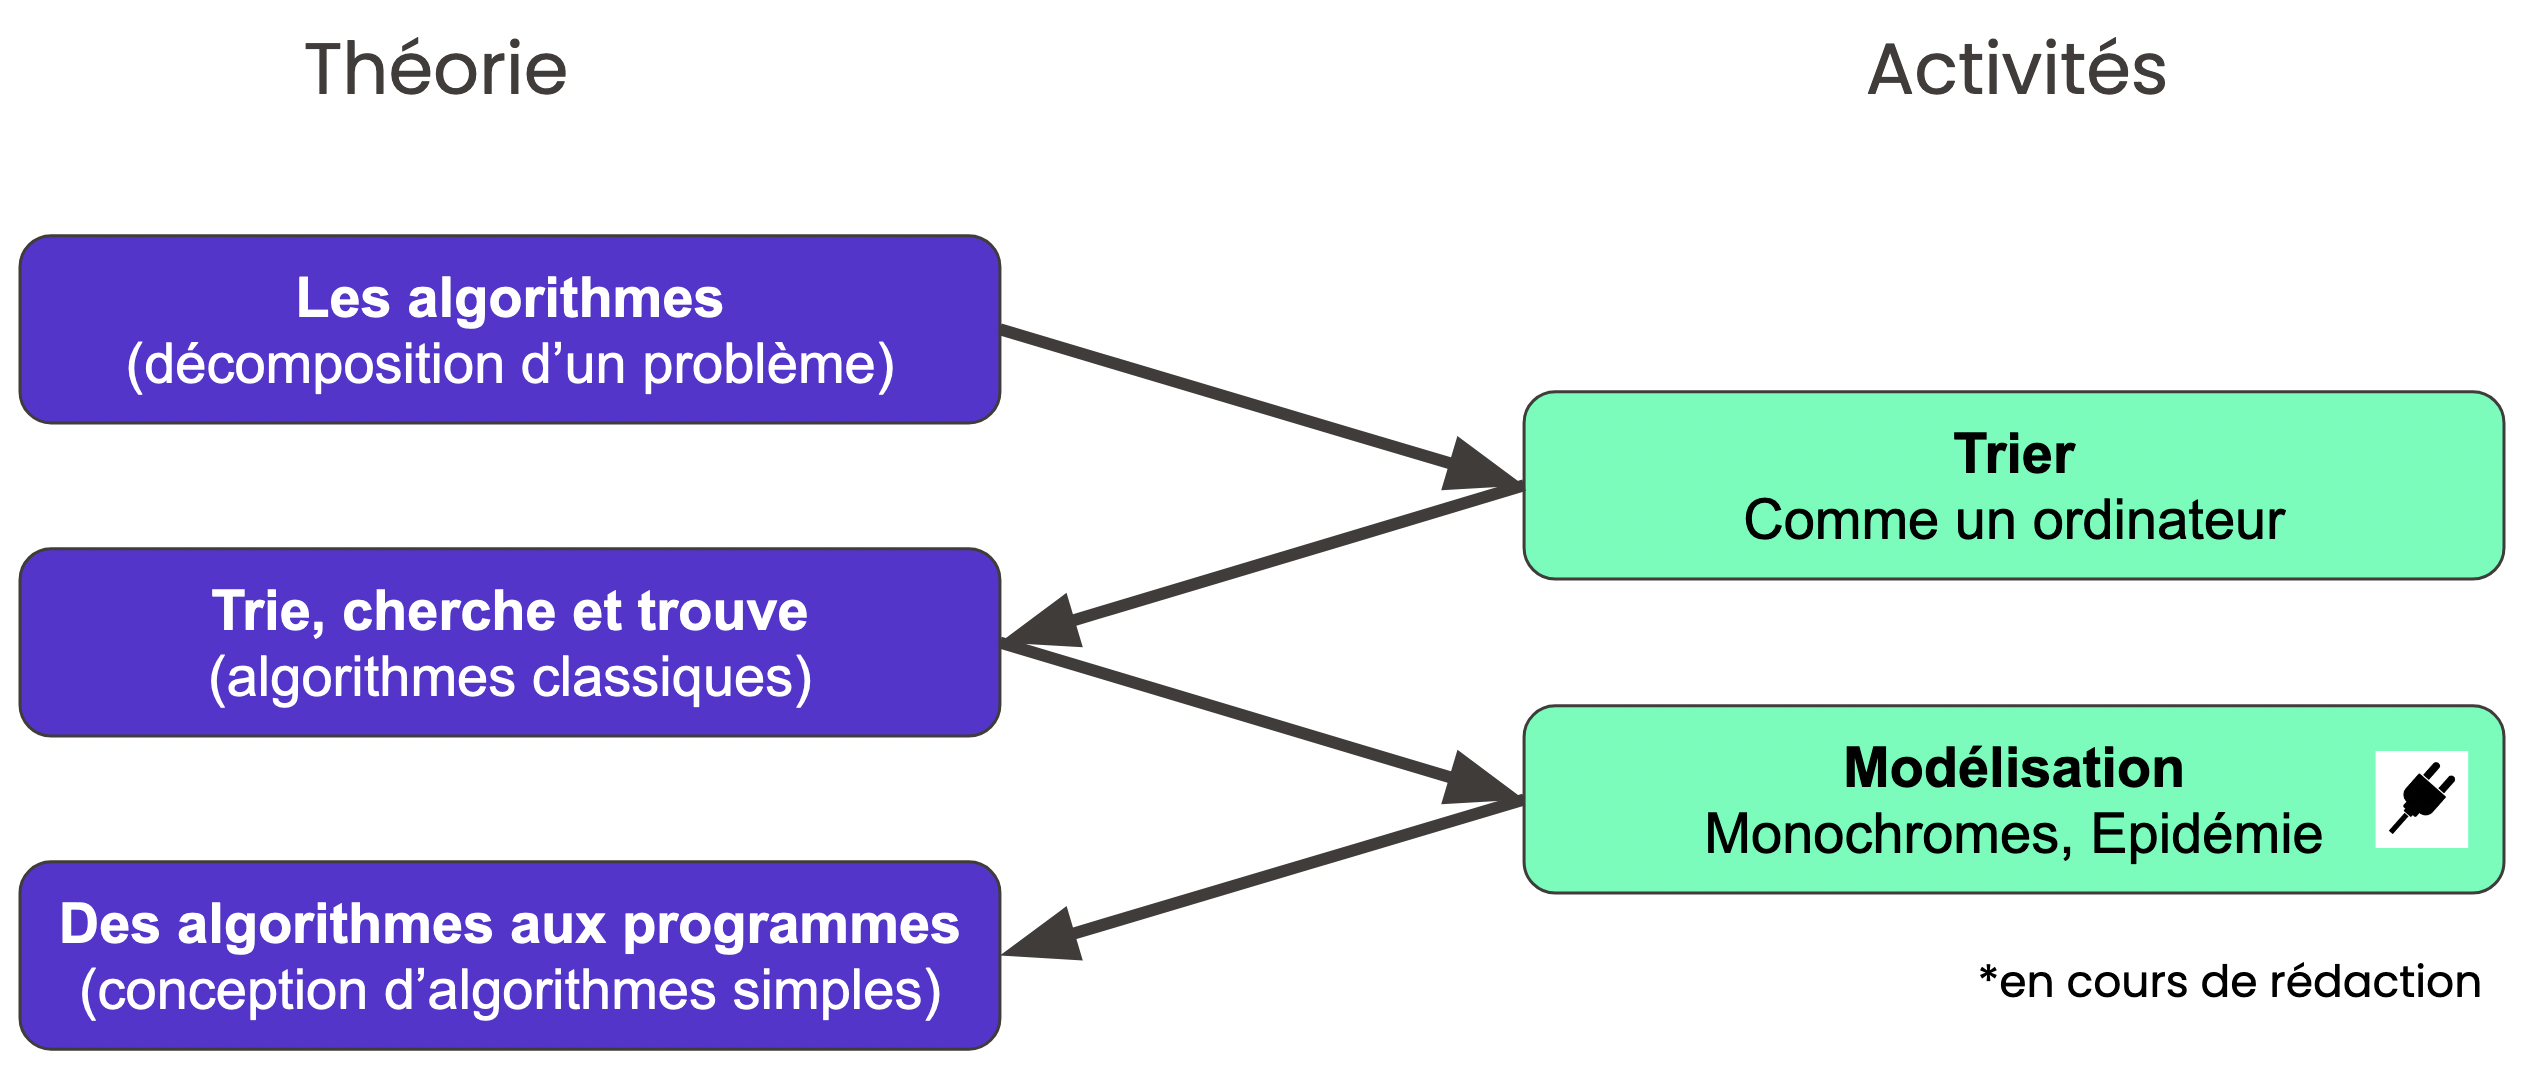 Théorie
Activités
Les algorithmes
(décomposition d’un problème)
Trier
Comme un ordinateur
Trie, cherche et trouve
(algorithmes classiques)
Modélisation
Monochromes, Epidémie
Des algorithmes aux programmes
(conception d’algorithmes simples)
*en cours de rédaction